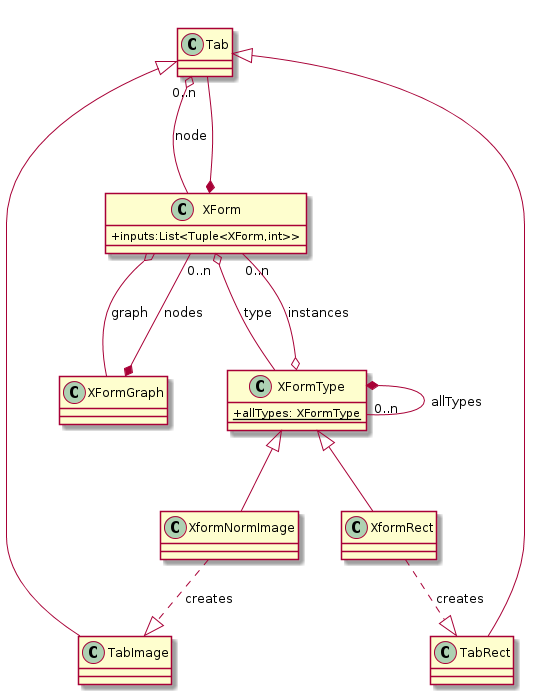 C Tab
0..n
node
C XForm
+inputs:List<Tuple<XForm,int>>
0..n 0..n
graph nodes type instances
C XFormGraph
C XFormType
+allTypes: XFormType
0..n
allTypes
C XformNormImage
C XformRect
creates creates
C TabImage
C TabRect